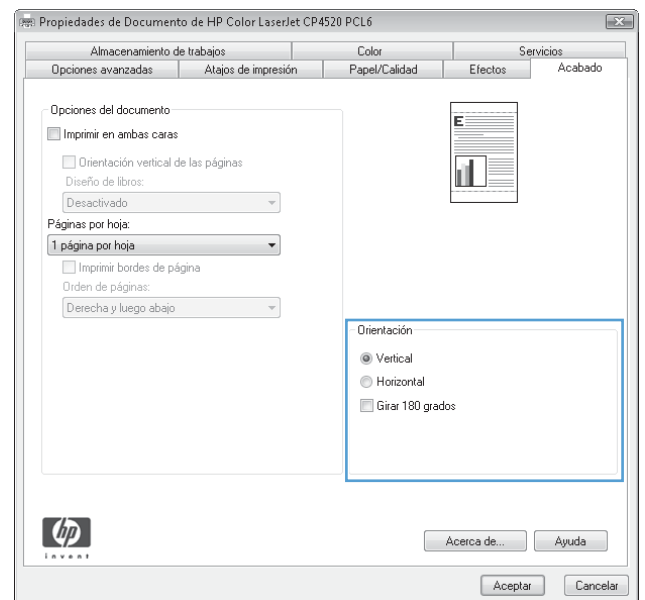 Propiedades de Documento de HP Color LaserJet CP4520 PCL6
Almacenamiento de trabajos
Color
Servicios
Opciones avanzadas
Atajos de impresión
Papel/Calidad
Efectos
Acabado
Opciones del documento
Imprimir en ambas caras
Orientación vertical de las páginas
Diseño de libros:
Desactivado
Páginas por hoja:
1 página por hoja
Imprimir bordes de página
Orden de páginas:
Derecha y luego abajo
E
Orientación
Vertical
Horizontal
Girar 180 grados
hp
invent
Acerca de...
Ayuda
Aceptar
Cancelar